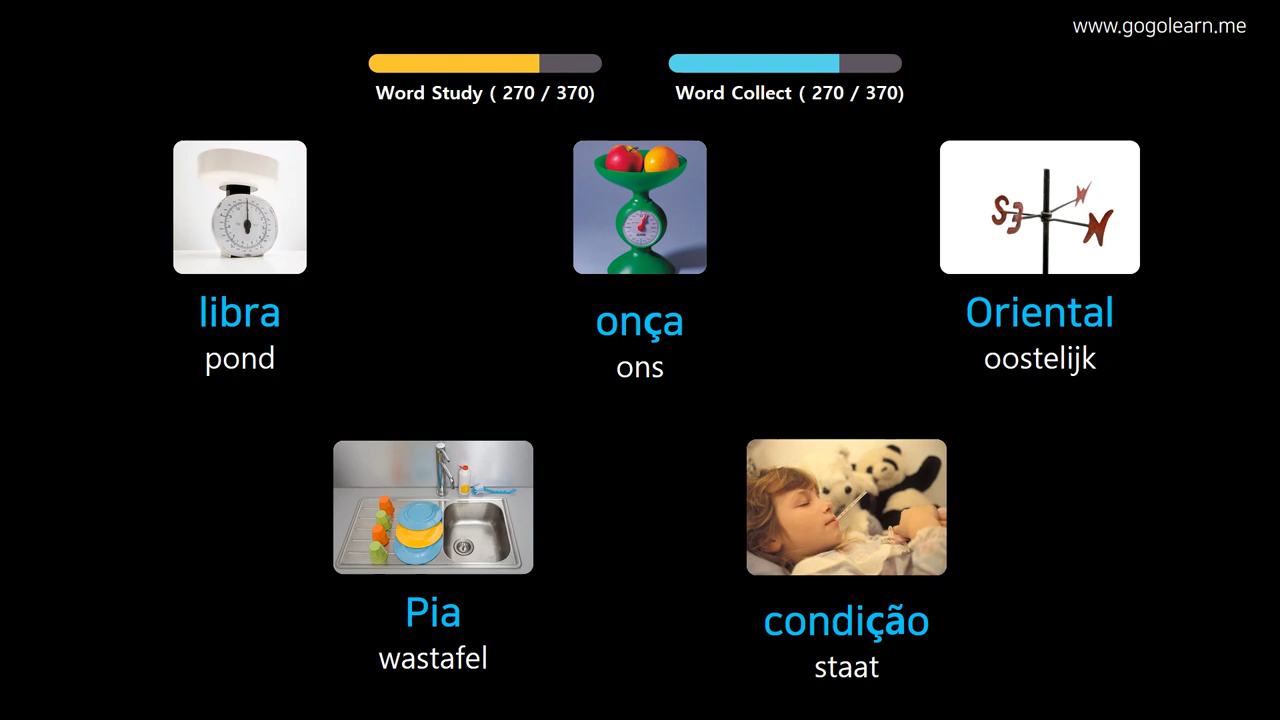 www.gogolearn.me
Word Study ( 270 / 370)
Word Collect ( 270 / 370)
libra
pond
onça
ons
Oriental
oostelijk
Pia
wastafel
condição
staat